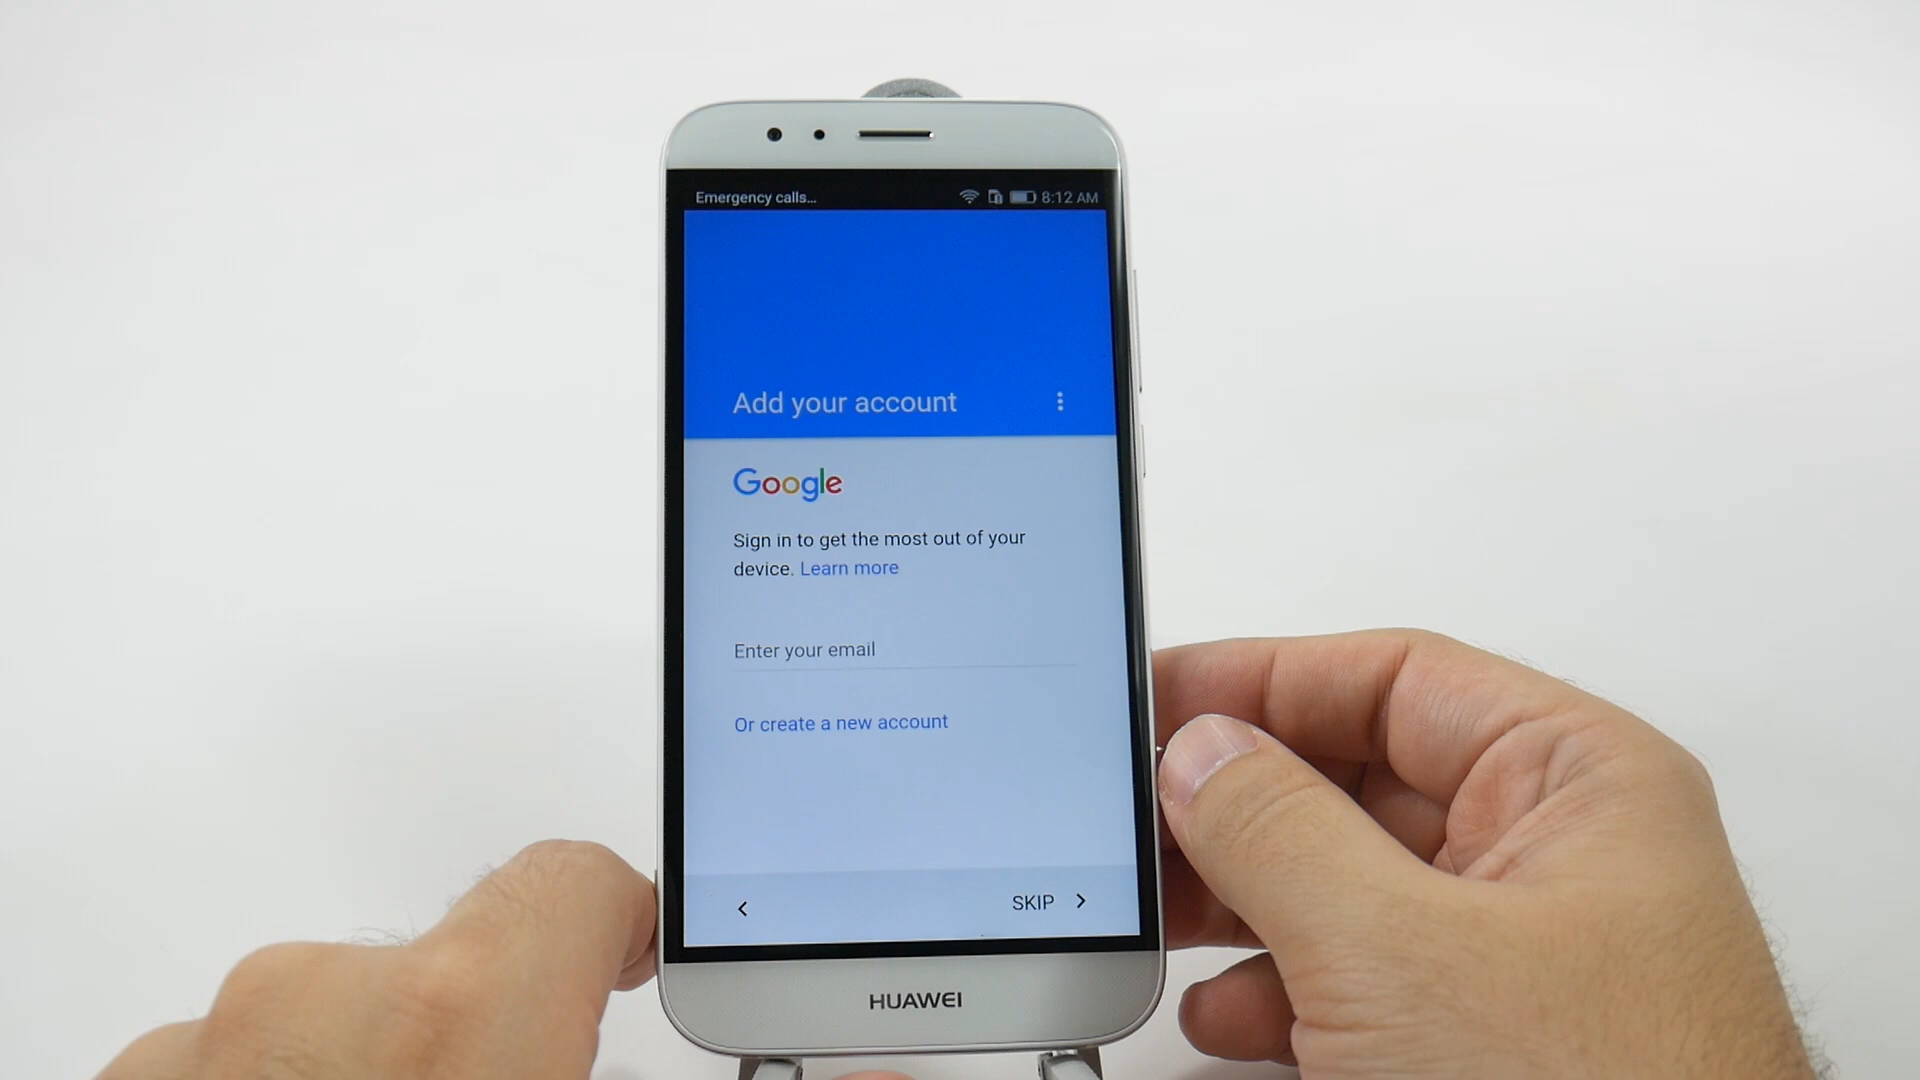 Emergency calls... 8:12 AM
Add your account
Google
Sign in to get the most out of your
device. Learn more
Enter your email
Or create a new account
SKIP
HUAWEI